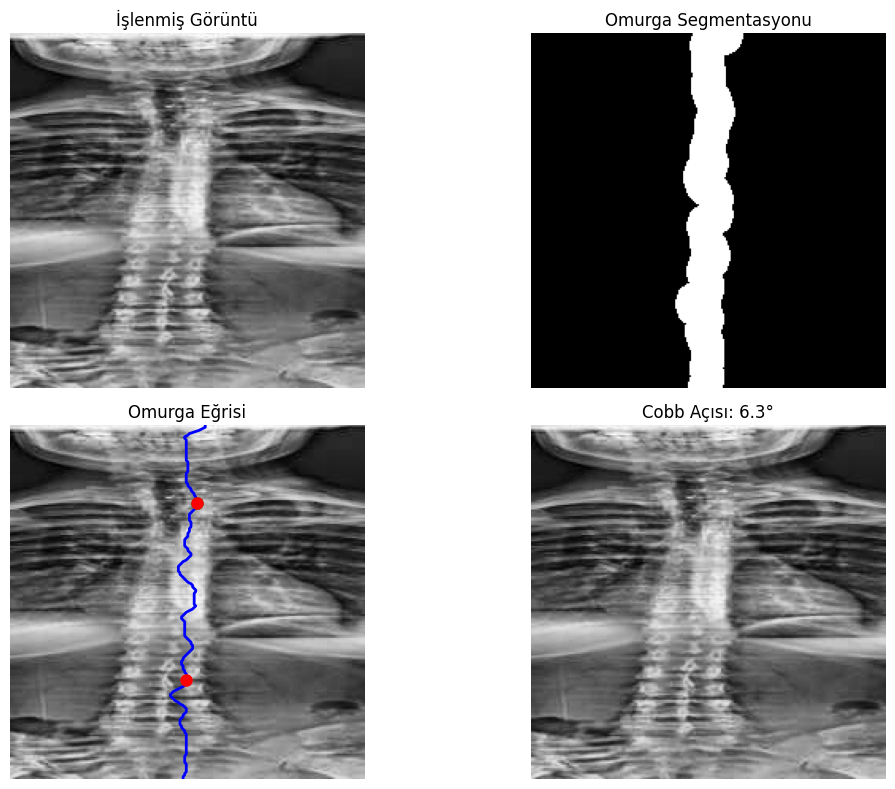 İşlenmiş Görüntü
Omurga Segmentasyonu
Omurga Eğrisi
Cobb Açısı: 6.3°